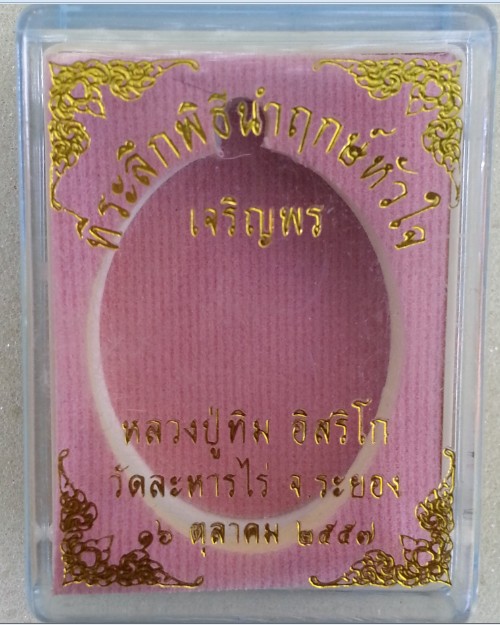 ที่ระลึกพิธีนำฤกษ์หัวใจ
เจริญพร
หลวงปู่ทิม อิสริโก
วัดละหารไร่ จ.ระยอง
๑๖ ตุลาคม ๒๕๕๗